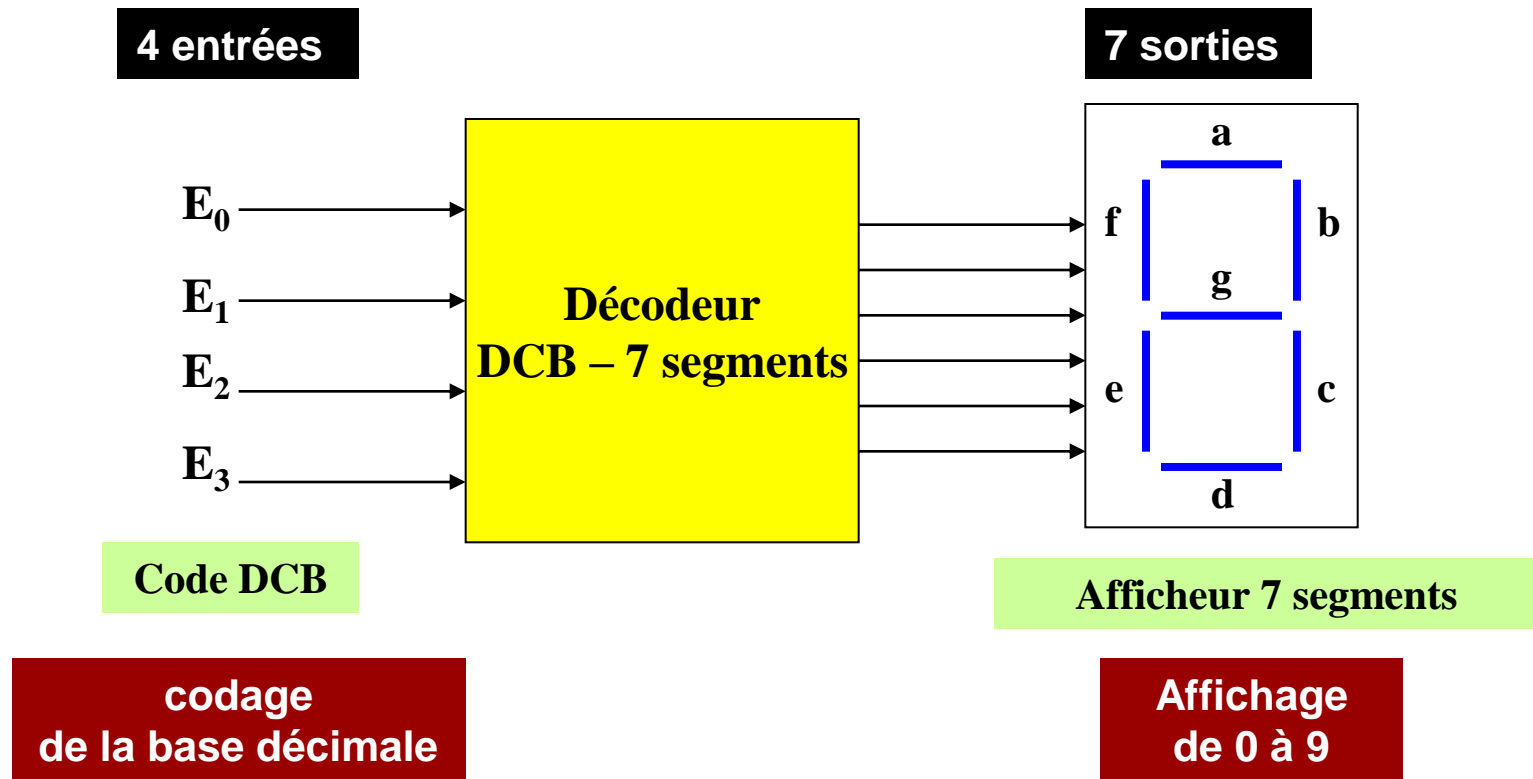 4 entrées
7 sorties
a
f
b
g
e
c
d
E₀
E₁
E₂
E₃
Décodeur
DCB – 7 segments
Code DCB
Afficheur 7 segments
codage
de la base décimale
Affichage
de 0 à 9